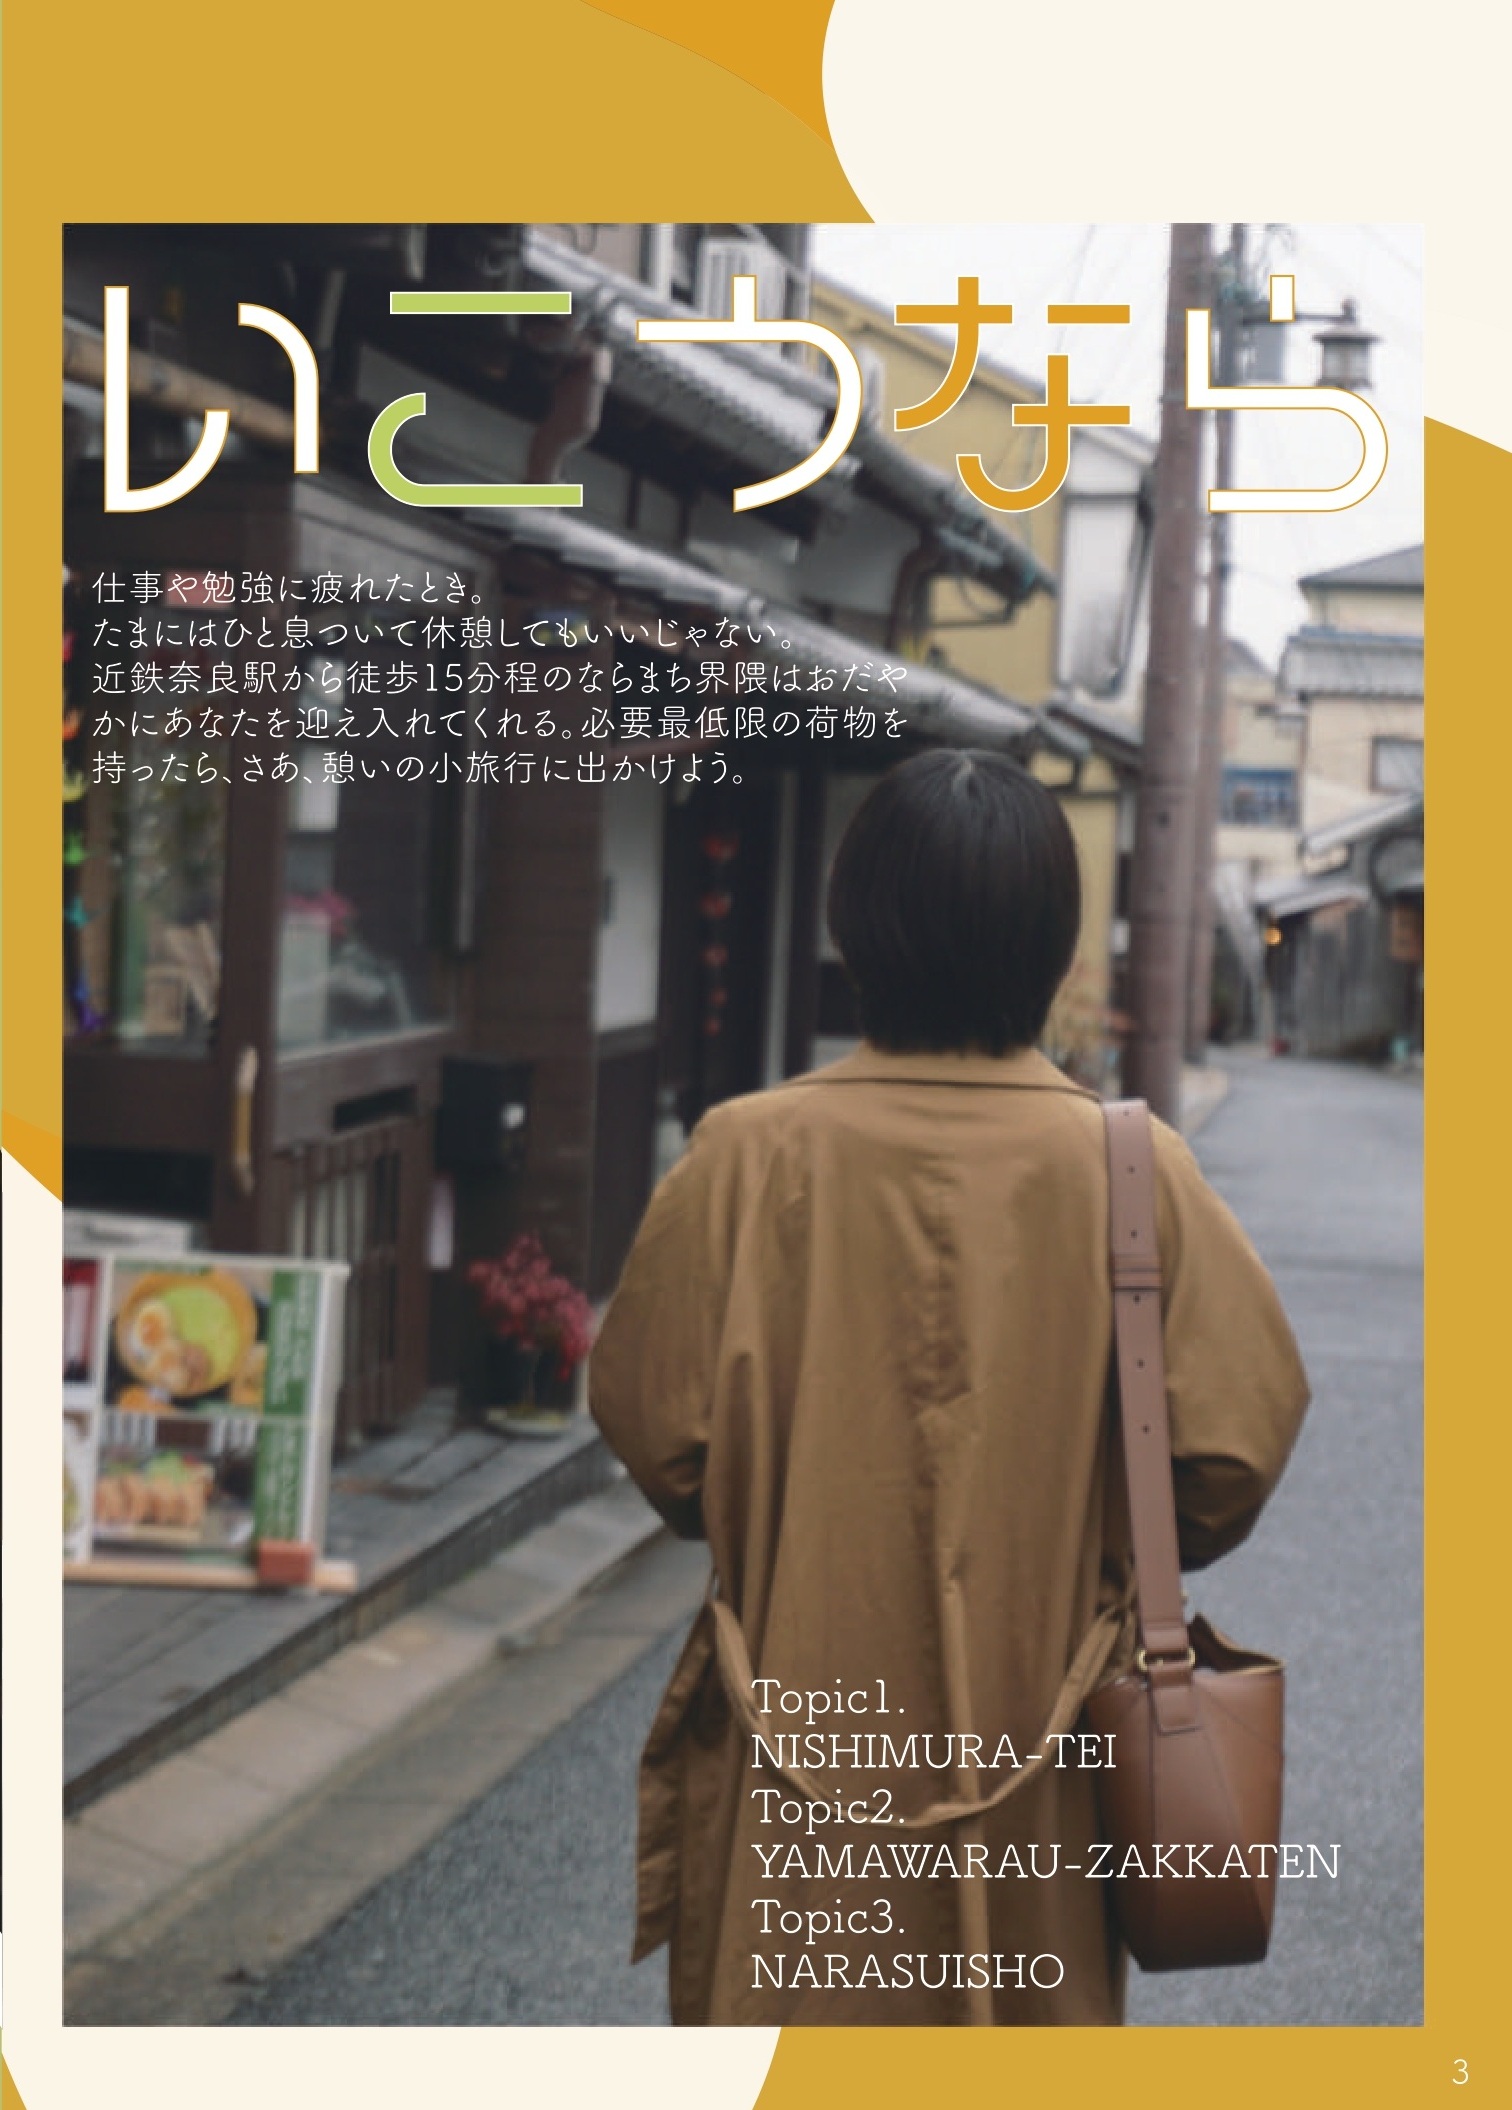 いこうなら
仕事や勉強に疲れたとき。
たまにはひと息ついて休憩してもいいじゃない。
近鉄奈良駅から徒歩15分程のならまち界隈はおだや
かにあなたを迎え入れてくれる。必要最低限の荷物を
持ったら、さあ、憩いの小旅行に出かけよう。
Topic1.
NISHIMURA-TEI
Topic2.
YAMAWARAU-ZAKKATEN
Topic3.
NARASUISHO
3